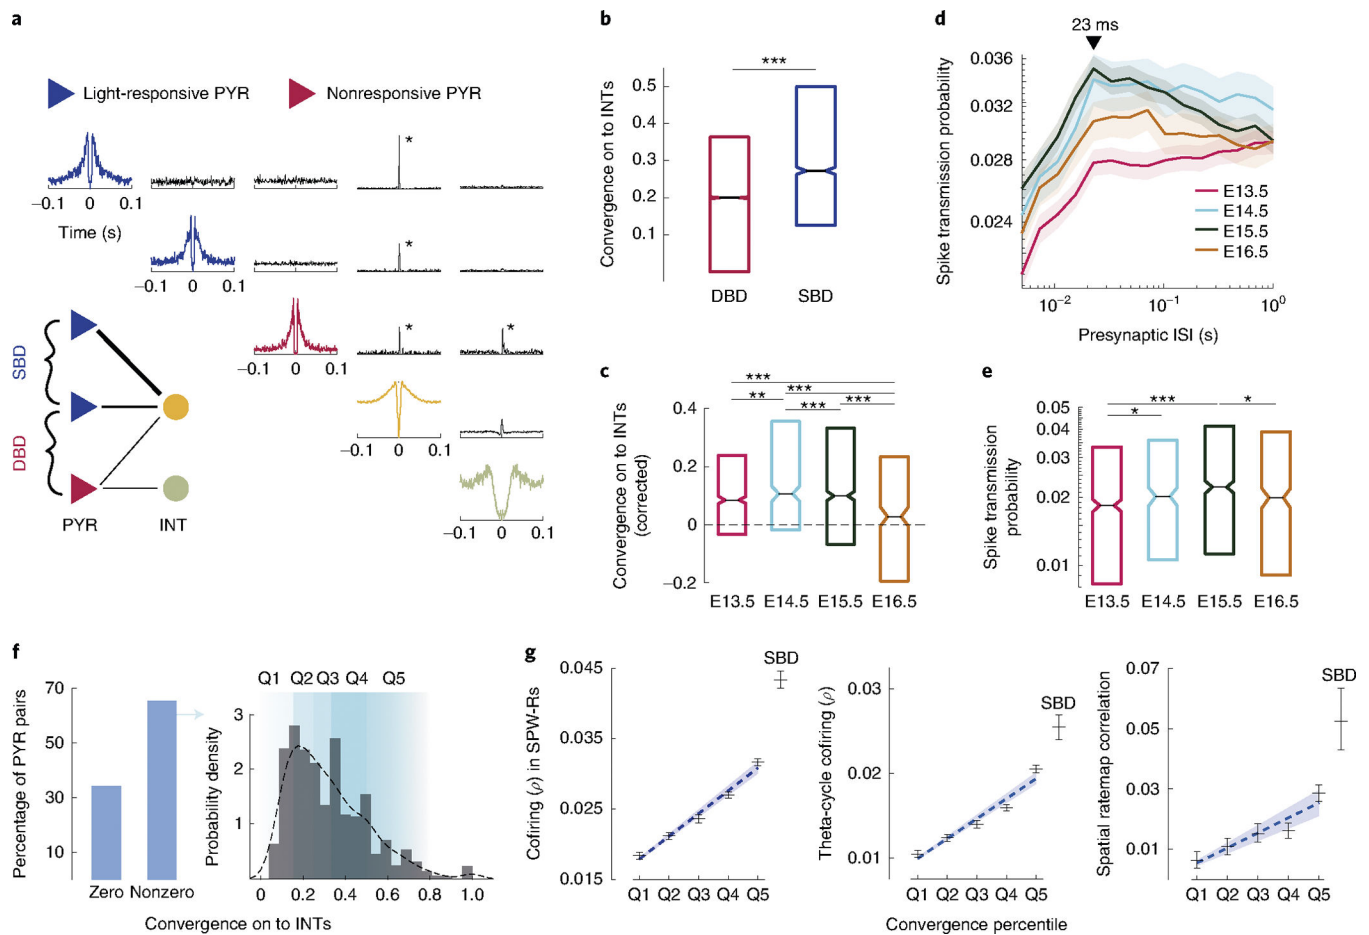 a
Light-responsive PYR
Nonresponsive PYR
*
−0.1 0 0.1
Time (s)
*
−0.1 0 0.1
* *
−0.1 0 0.1
−0.1 0 0.1
−0.1 0 0.1
SBD
DBD
PYR INT
b
***
Convergence on to INTs
0.5
0.4
0.3
0.2
0.1
DBD SBD
c
***
** ***
*** ***
Convergence on to INTs
(corrected)
0.4
0.2
0
−0.2
E13.5 E14.5 E15.5 E16.5
d
23 ms
Spike transmission probability
0.036
0.032
0.028
0.024
E13.5
E14.5
E15.5
E16.5
10−2 10−1 100
Presynaptic ISI (s)
e
*** *
*
Spike transmission
probability
0.05
0.04
0.03
0.02
0.01
E13.5 E14.5 E15.5 E16.5
f
Percentage of PYR pairs
70
50
30
10
Zero Nonzero
Q1 Q2 Q3 Q4 Q5
Probability density
3
2
1
0 0.2 0.4 0.6 0.8 1.0
Convergence on to INTs
g
Cofiring (ρ) in SPW-Rs
0.045
0.035
0.025
0.015
SBD
Q1 Q2 Q3 Q4 Q5
Theta-cycle cofiring (ρ)
0.03
0.02
0.01
SBD
Q1 Q2 Q3 Q4 Q5
Convergence percentile
Spatial ratemap correlation
0.07
0.05
0.03
0.01
SBD
Q1 Q2 Q3 Q4 Q5